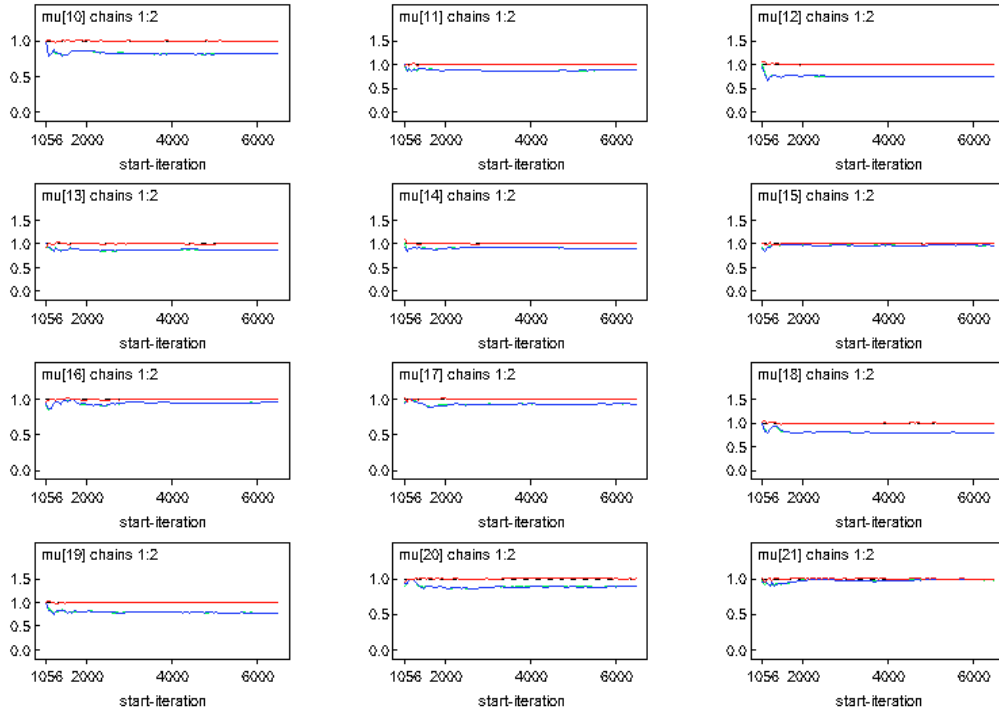 mu[10] chains 1:2
1.0
0.5
0.0
1056 2000 4000 6000
start-iteration
mu[11] chains 1:2
1.5
1.0
0.5
0.0
1056 2000 4000 6000
start-iteration
mu[12] chains 1:2
1.5
1.0
0.5
0.0
1056 2000 4000 6000
start-iteration
mu[13] chains 1:2
1.5
1.0
0.5
0.0
1056 2000 4000 6000
start-iteration
mu[14] chains 1:2
1.5
1.0
0.5
0.0
1056 2000 4000 6000
start-iteration
mu[15] chains 1:2
1.5
1.0
0.5
0.0
1056 2000 4000 6000
start-iteration
mu[16] chains 1:2
1.0
0.5
0.0
1056 2000 4000 6000
start-iteration
mu[17] chains 1:2
1.0
0.5
0.0
1056 2000 4000 6000
start-iteration
mu[18] chains 1:2
1.5
1.0
0.5
0.0
1056 2000 4000 6000
start-iteration
mu[19] chains 1:2
1.5
1.0
0.5
0.0
1056 2000 4000 6000
start-iteration
mu[20] chains 1:2
1.0
0.5
0.0
1056 2000 4000 6000
start-iteration
mu[21] chains 1:2
1.0
0.5
0.0
1056 2000 4000 6000
start-iteration